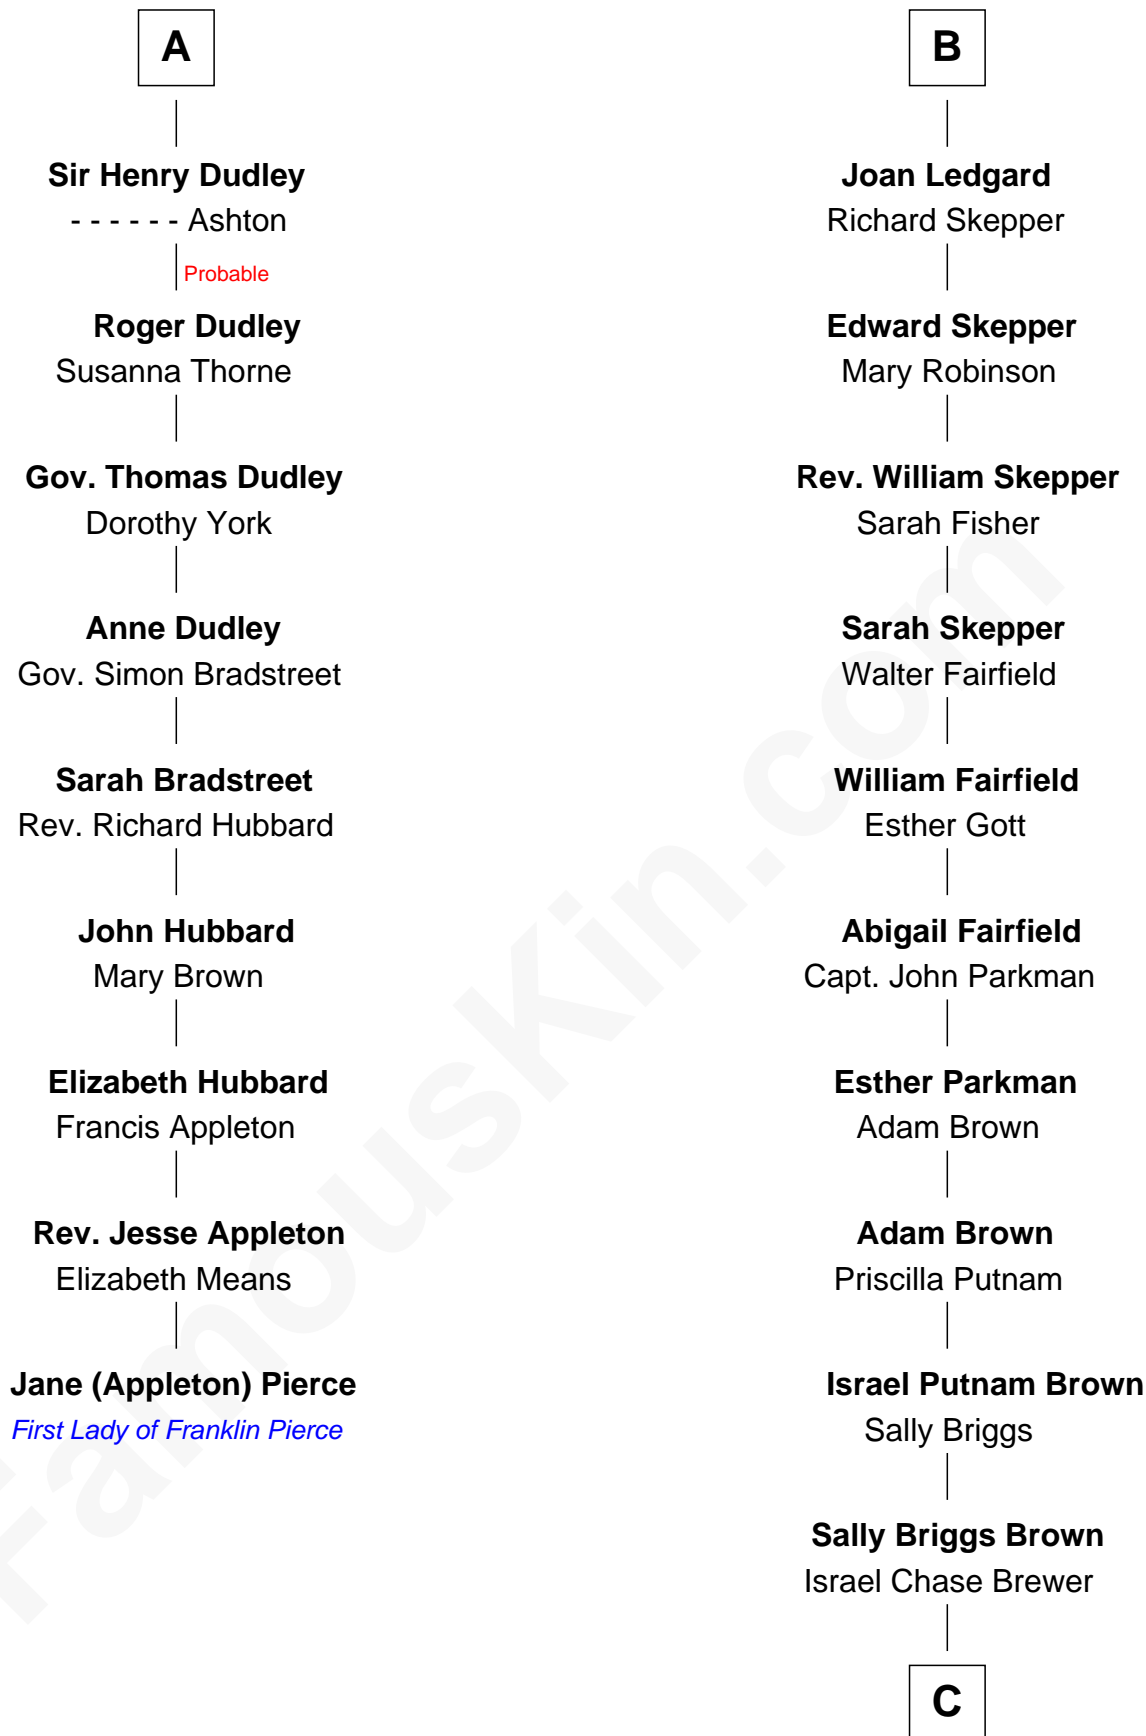 A
Sir Henry Dudley
- - - - - - Ashton
Probable
Roger Dudley
Susanna Thorne
Gov. Thomas Dudley
Dorothy York
Anne Dudley
Gov. Simon Bradstreet
Sarah Bradstreet
Rev. Richard Hubbard
John Hubbard
Mary Brown
Elizabeth Hubbard
Francis Appleton
Rev. Jesse Appleton
Elizabeth Means
Jane (Appleton) Pierce
First Lady of Franklin Pierce
B
Joan Ledgard
Richard Skepper
Edward Skepper
Mary Robinson
Rev. William Skepper
Sarah Fisher
Sarah Skepper
Walter Fairfield
William Fairfield
Esther Gott
Abigail Fairfield
Capt. John Parkman
Esther Parkman
Adam Brown
Adam Brown
Priscilla Putnam
Israel Putnam Brown
Sally Briggs
Sally Briggs Brown
Israel Chase Brewer
C
FamousKin.com